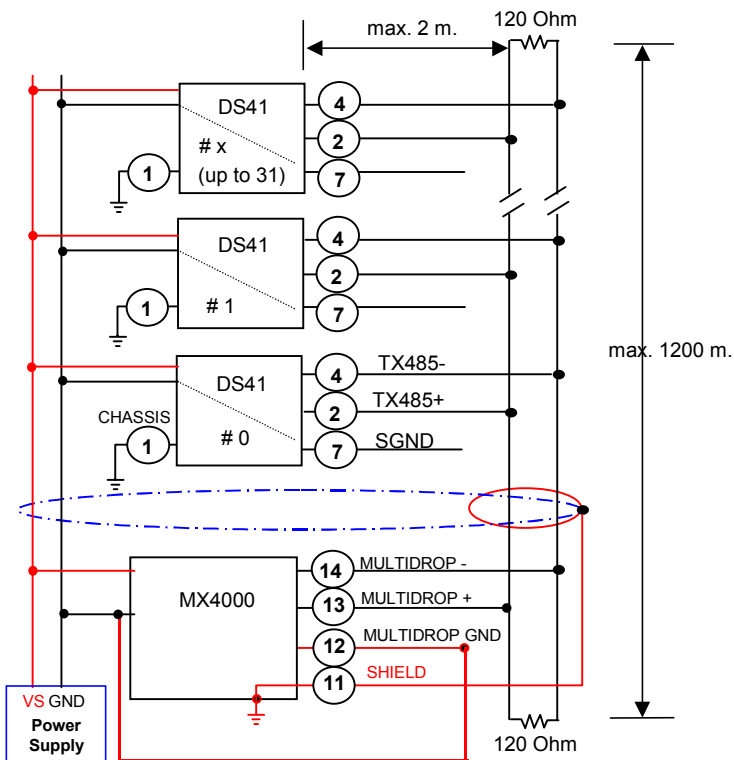 120 Ohm
max. 2 m.
DS41
# x
(up to 31)
4
2
7
1
DS41
# 1
4
2
7
1
max. 1200 m.
DS41
# 0
4
TX485-
2
TX485+
7
SGND
CHASSIS
1
MX4000
14
MULTIDROP -
13
MULTIDROP +
12
MULTIDROP GND
11
SHIELD
VS GND
Power
Supply
120 Ohm